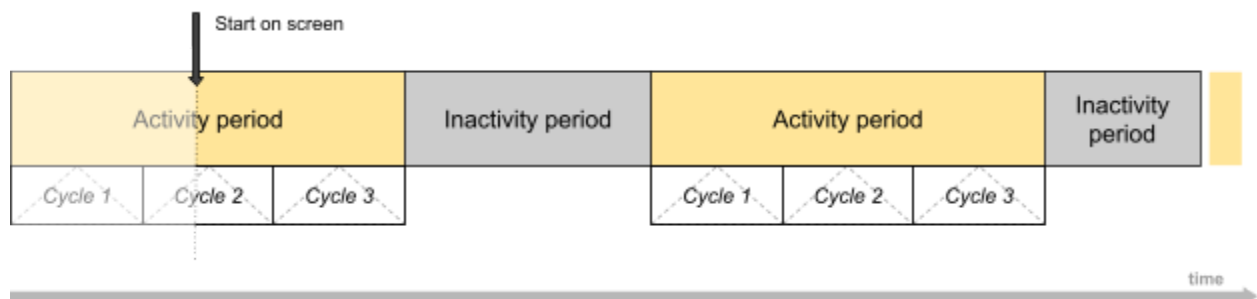 Start on screen
Activity period
Inactivity period
Activity period
Inactivity
period
Cycle 1
Cycle 2
Cycle 3
Cycle 1
Cycle 2
Cycle 3
time